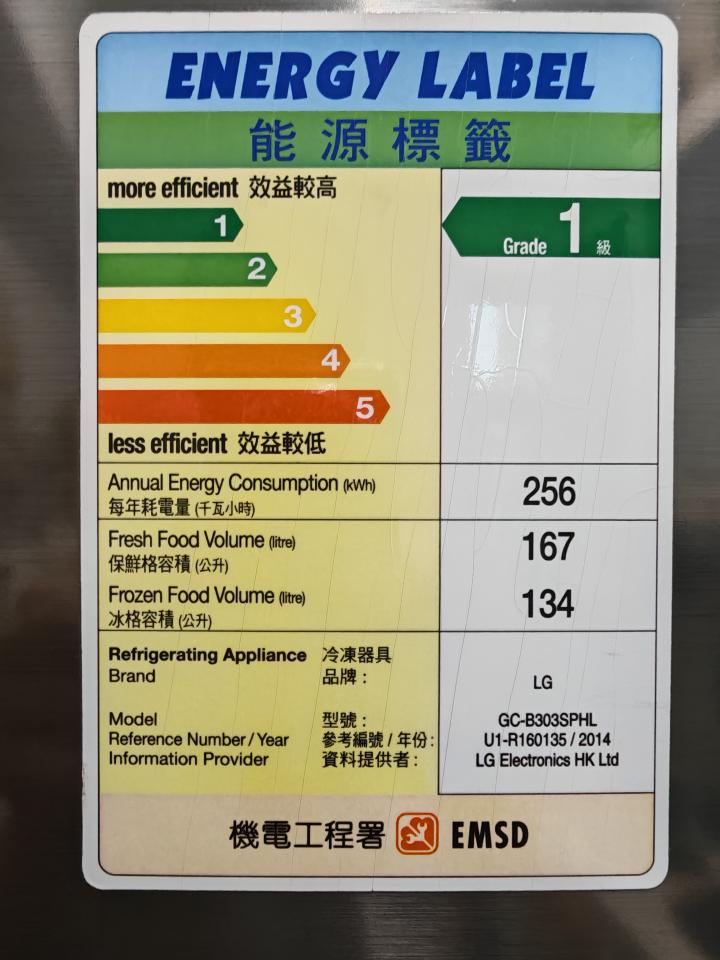 ENERGY LABEL
能源標籤
more efficient 效益較高
1
2
3
4
5
less efficient 效益較低
Grade 1 級
Annual Energy Consumption (kWh)
每年耗電量 (千瓦小時)
256
Fresh Food Volume (litre)
保鮮格容積 (公升)
167
Frozen Food Volume (litre)
冰格容積 (公升)
134
Refrigerating Appliance 冷凍器具
Brand 品牌 : LG
Model 型號 : GC-B303SPHL
Reference Number / Year 參考編號 / 年份 : U1-R160135 / 2014
Information Provider 資料提供者 : LG Electronics HK Ltd
機電工程署 EMSD